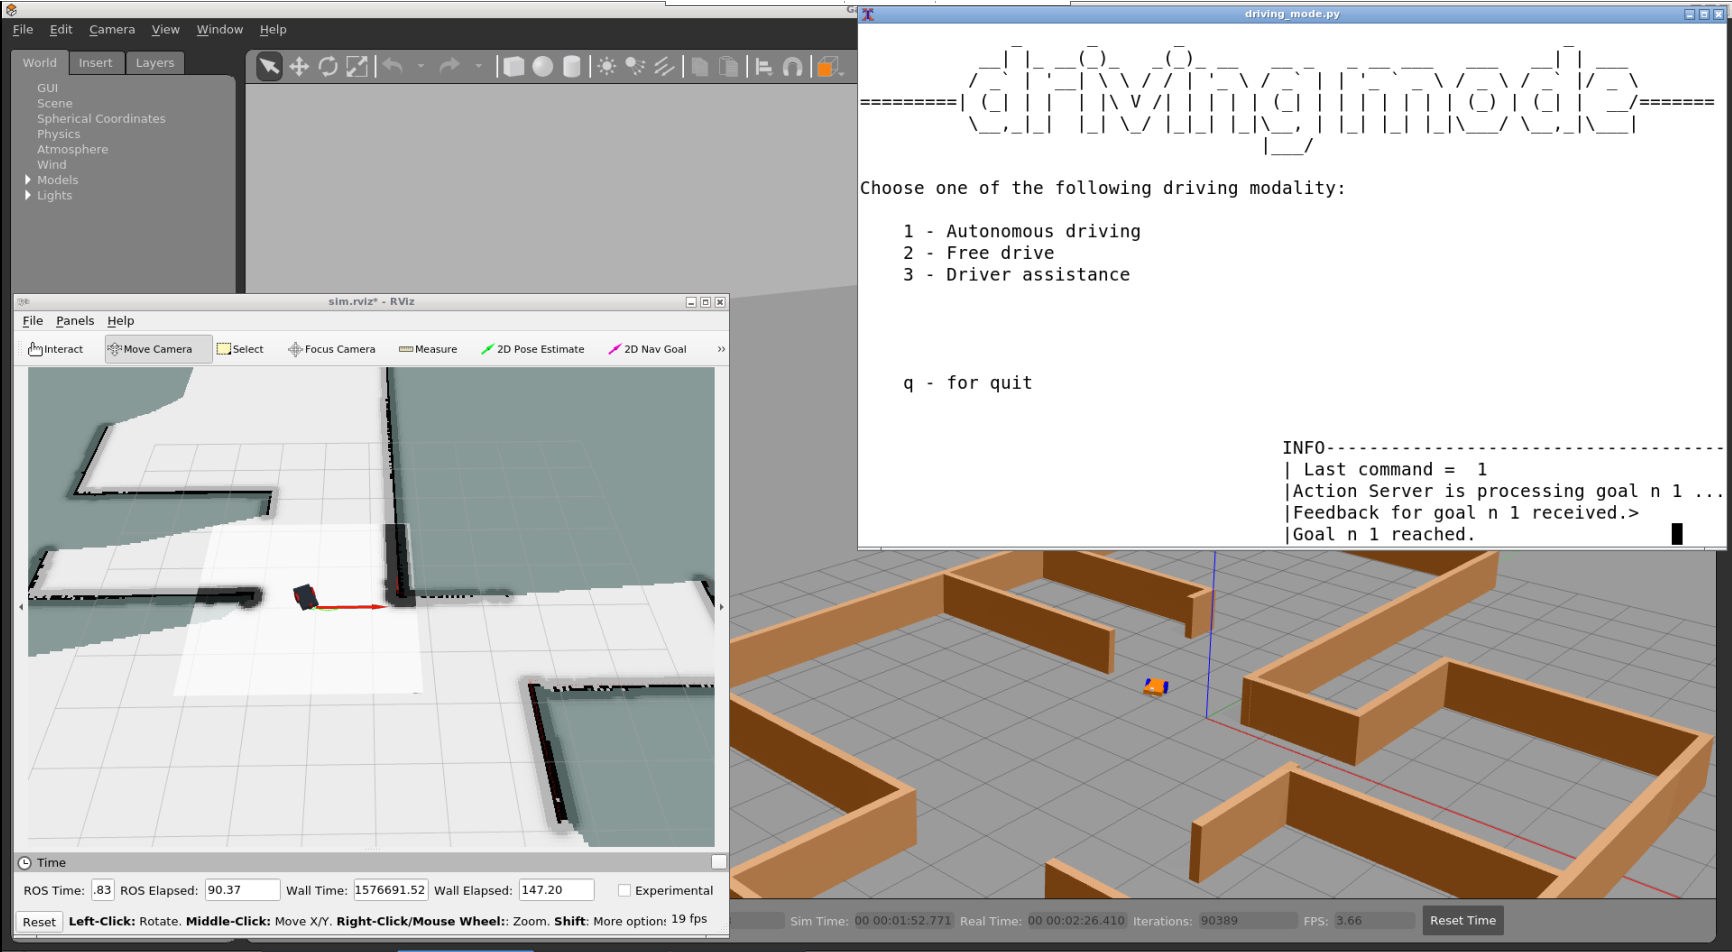 Ga
File Edit Camera View Window Help
World Insert Layers
GUI
Scene
Spherical Coordinates
Physics
Atmosphere
Wind
Models
Lights
driving_mode.py
driving mode
Choose one of the following driving modality:
1 - Autonomous driving
2 - Free drive
3 - Driver assistance
q - for quit
INFO-------------------------------------
| Last command =  1
|Action Server is processing goal n 1 ...
|Feedback for goal n 1 received.>
|Goal n 1 reached.
sim.rviz* - RViz
File Panels Help
Interact Move Camera Select Focus Camera Measure 2D Pose Estimate 2D Nav Goal »
Time
ROS Time: .83 ROS Elapsed: 90.37 Wall Time: 1576691.52 Wall Elapsed: 147.20 Experimental
Reset Left-Click: Rotate. Middle-Click: Move X/Y. Right-Click/Mouse Wheel:: Zoom. Shift: More options 19 fps
Sim Time: 00 00:01:52.771 Real Time: 00 00:02:26.410 Iterations: 90389 FPS: 3.66 Reset Time